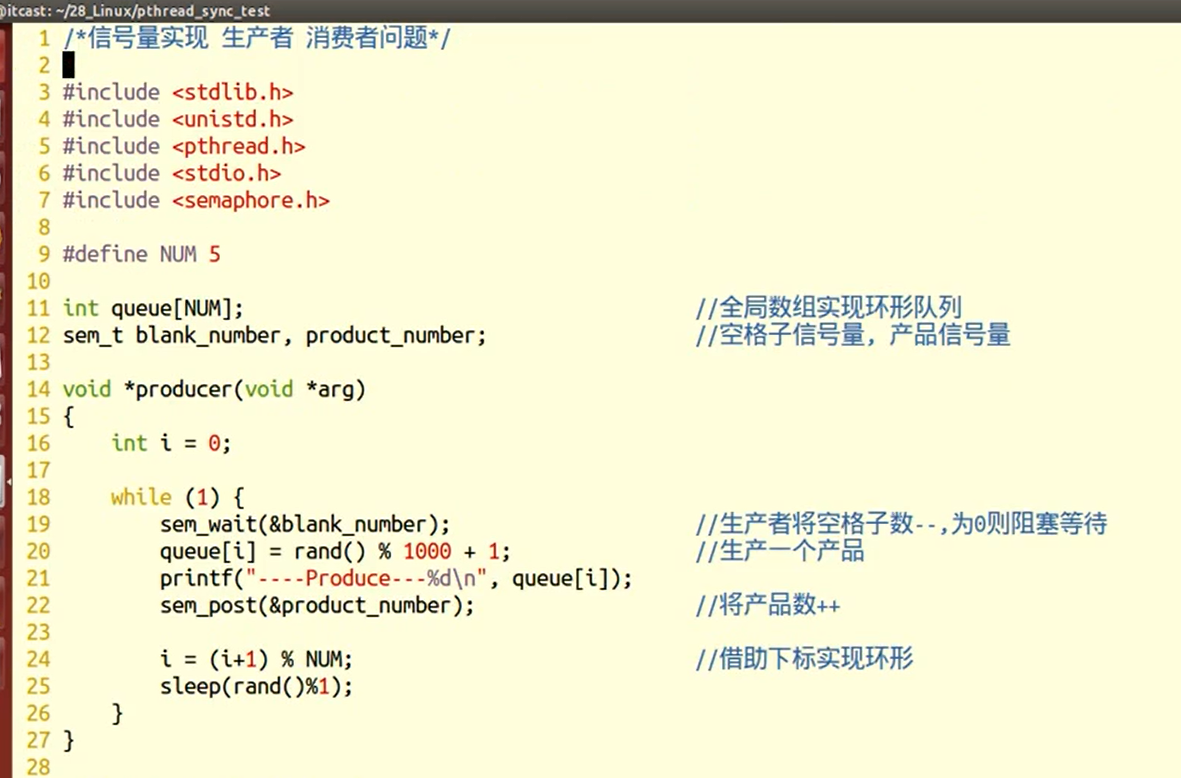 @itcast: ~/28_Linux/pthread_sync_test
1 /*信号量实现 生产者 消费者问题*/
2
3 #include <stdlib.h>
4 #include <unistd.h>
5 #include <pthread.h>
6 #include <stdio.h>
7 #include <semaphore.h>
8
9 #define NUM 5
10
11 int queue[NUM]; //全局数组实现环形队列
12 sem_t blank_number, product_number; //空格子信号量, 产品信号量
13
14 void *producer(void *arg)
15 {
16     int i = 0;
17
18     while (1) {
19         sem_wait(&blank_number); //生产者将空格子数--,为0则阻塞等待
20         queue[i] = rand() % 1000 + 1; //生产一个产品
21         printf("----Produce---%d\n", queue[i]);
22         sem_post(&product_number); //将产品数++
23
24         i = (i+1) % NUM; //借助下标实现环形
25         sleep(rand()%1);
26     }
27 }
28